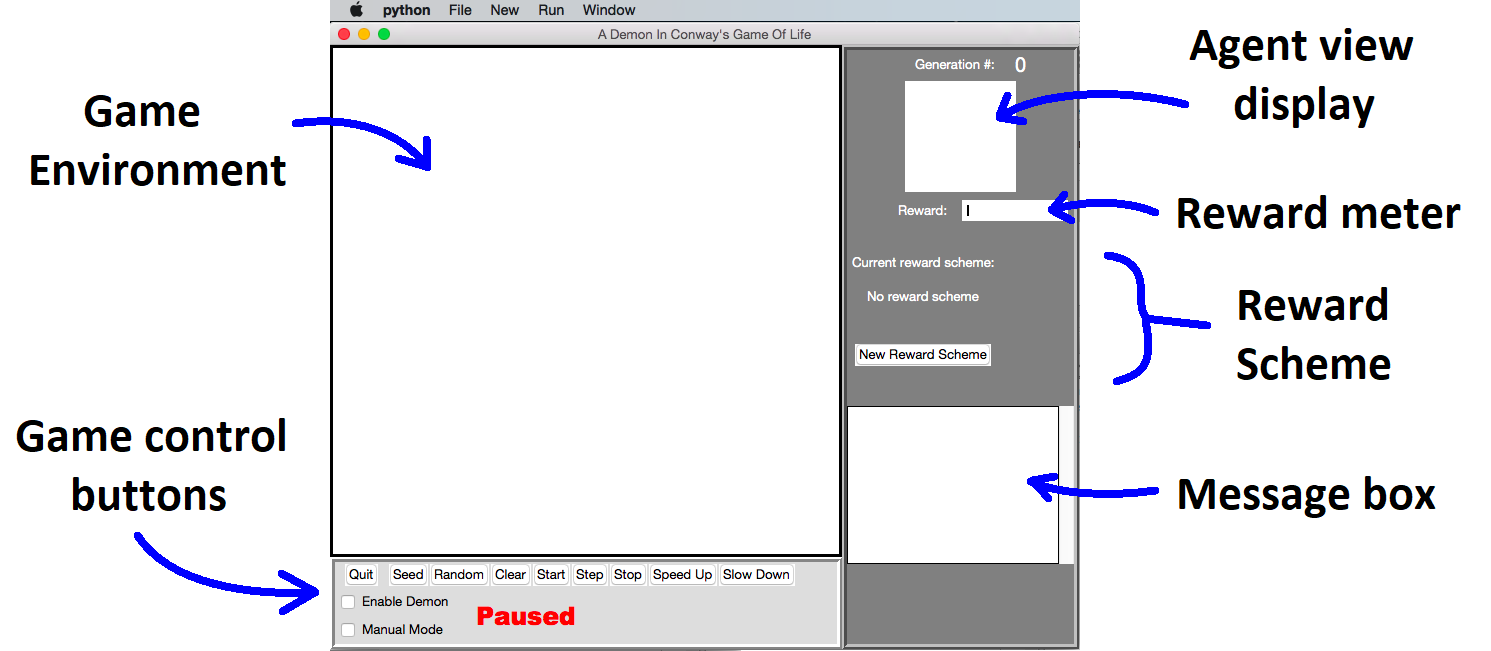 python File New Run Window
A Demon In Conway's Game Of Life
Game
Environment
Generation #: 0
Agent view
display
Reward:
Reward meter
Current reward scheme:
No reward scheme
New Reward Scheme
Reward
Scheme
Message box
Game control
buttons
Quit Seed Random Clear Start Step Stop Speed Up Slow Down
Enable Demon
Paused
Manual Mode